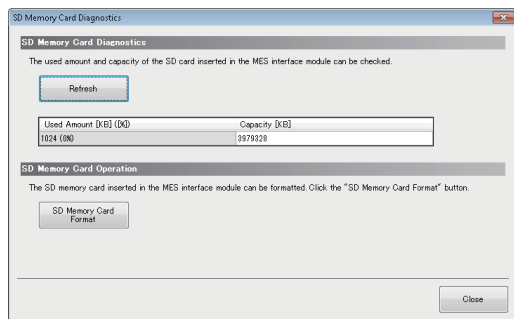 SD Memory Card Diagnostics
SD Memory Card Diagnostics
The used amount and capacity of the SD card inserted in the MES interface module can be checked.
Refresh
Used Amount [KB] ([%]) Capacity [KB]
1024 (0%) 3979328
SD Memory Card Operation
The SD memory card inserted in the MES interface module can be formatted. Click the "SD Memory Card Format" button.
SD Memory Card
Format
Close